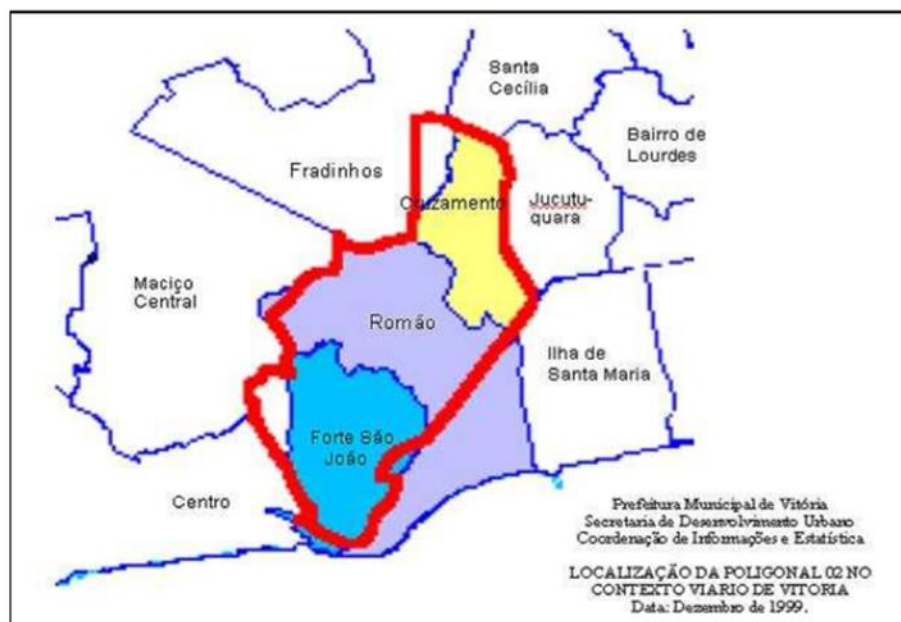 Santa
Cecília
Bairro de
Lourdes
Fradinhos
Cruzamento
Jucutu-
quara
Maciço
Central
Romão
Ilha de
Santa Maria
Forte São
João
Centro
Prefeitura Municipal de Vitória
Secretaria de Desenvolvimento Urbano
Coordenação de Informações e Estatística
LOCALIZAÇÃO DA POLIGONAL 02 NO
CONTEXTO VIARIO DE VITORIA
Data: Dezembro de 1999.